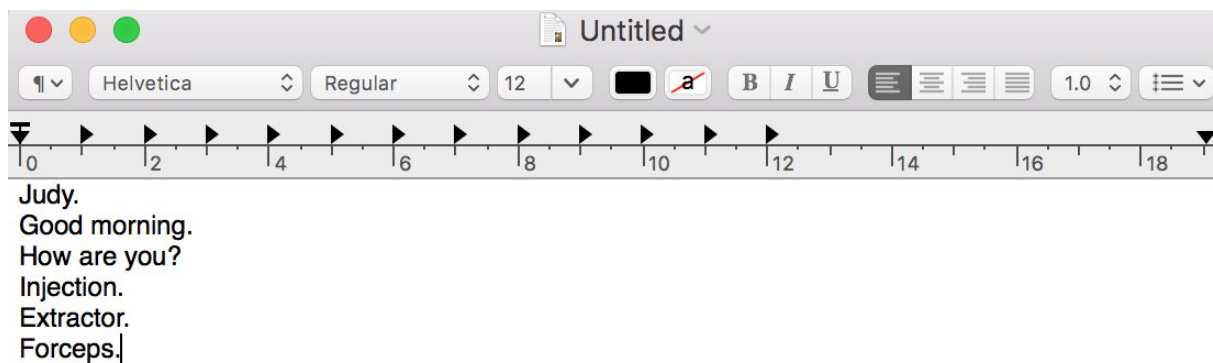 Untitled
¶ Helvetica Regular 12 a B I U 1.0
0 2 4 6 8 10 12 14 16 18
Judy.
Good morning.
How are you?
Injection.
Extractor.
Forceps.